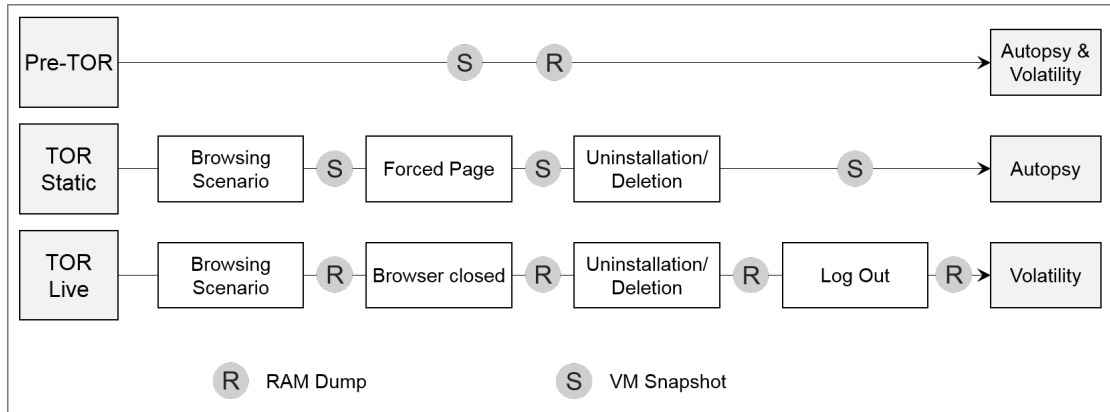 Pre-TOR
S
R
Autopsy &
Volatility
TOR
Static
Browsing
Scenario
S
Forced Page
S
Uninstallation/
Deletion
S
Autopsy
TOR
Live
Browsing
Scenario
R
Browser closed
R
Uninstallation/
Deletion
R
Log Out
R
Volatility
R RAM Dump
S VM Snapshot